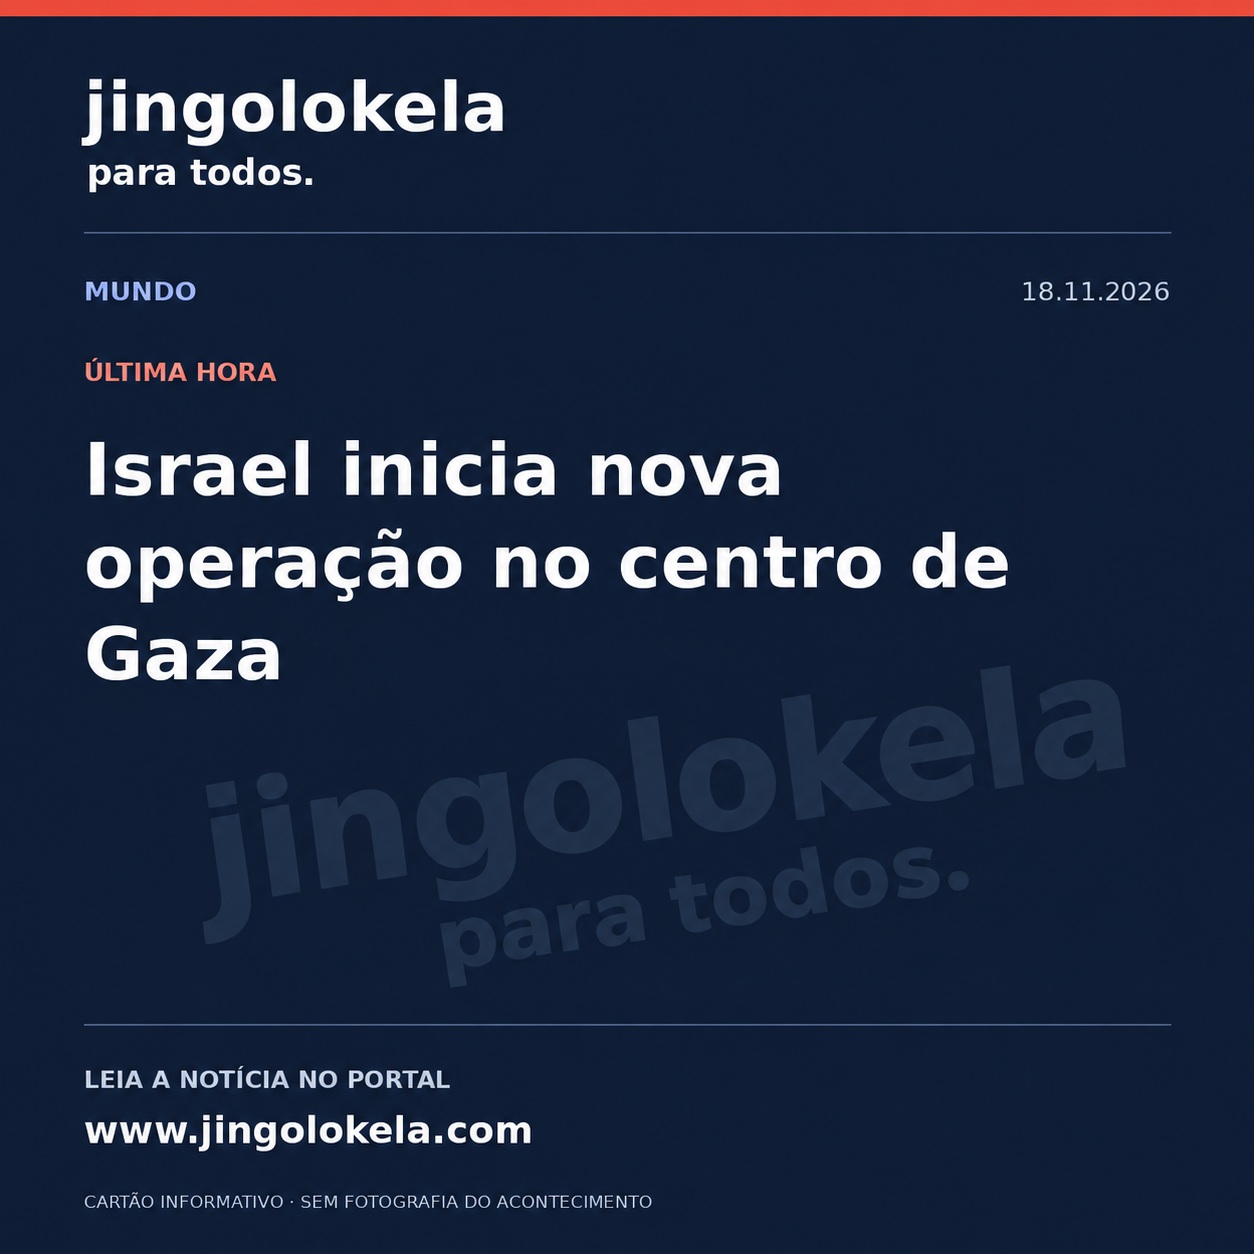 jingolokela
para todos.
MUNDO
18.11.2026
ÚLTIMA HORA
Israel inicia nova
operação no centro de
Gaza
jingolokela
para todos.
LEIA A NOTÍCIA NO PORTAL
www.jingolokela.com
CARTÃO INFORMATIVO · SEM FOTOGRAFIA DO ACONTECIMENTO